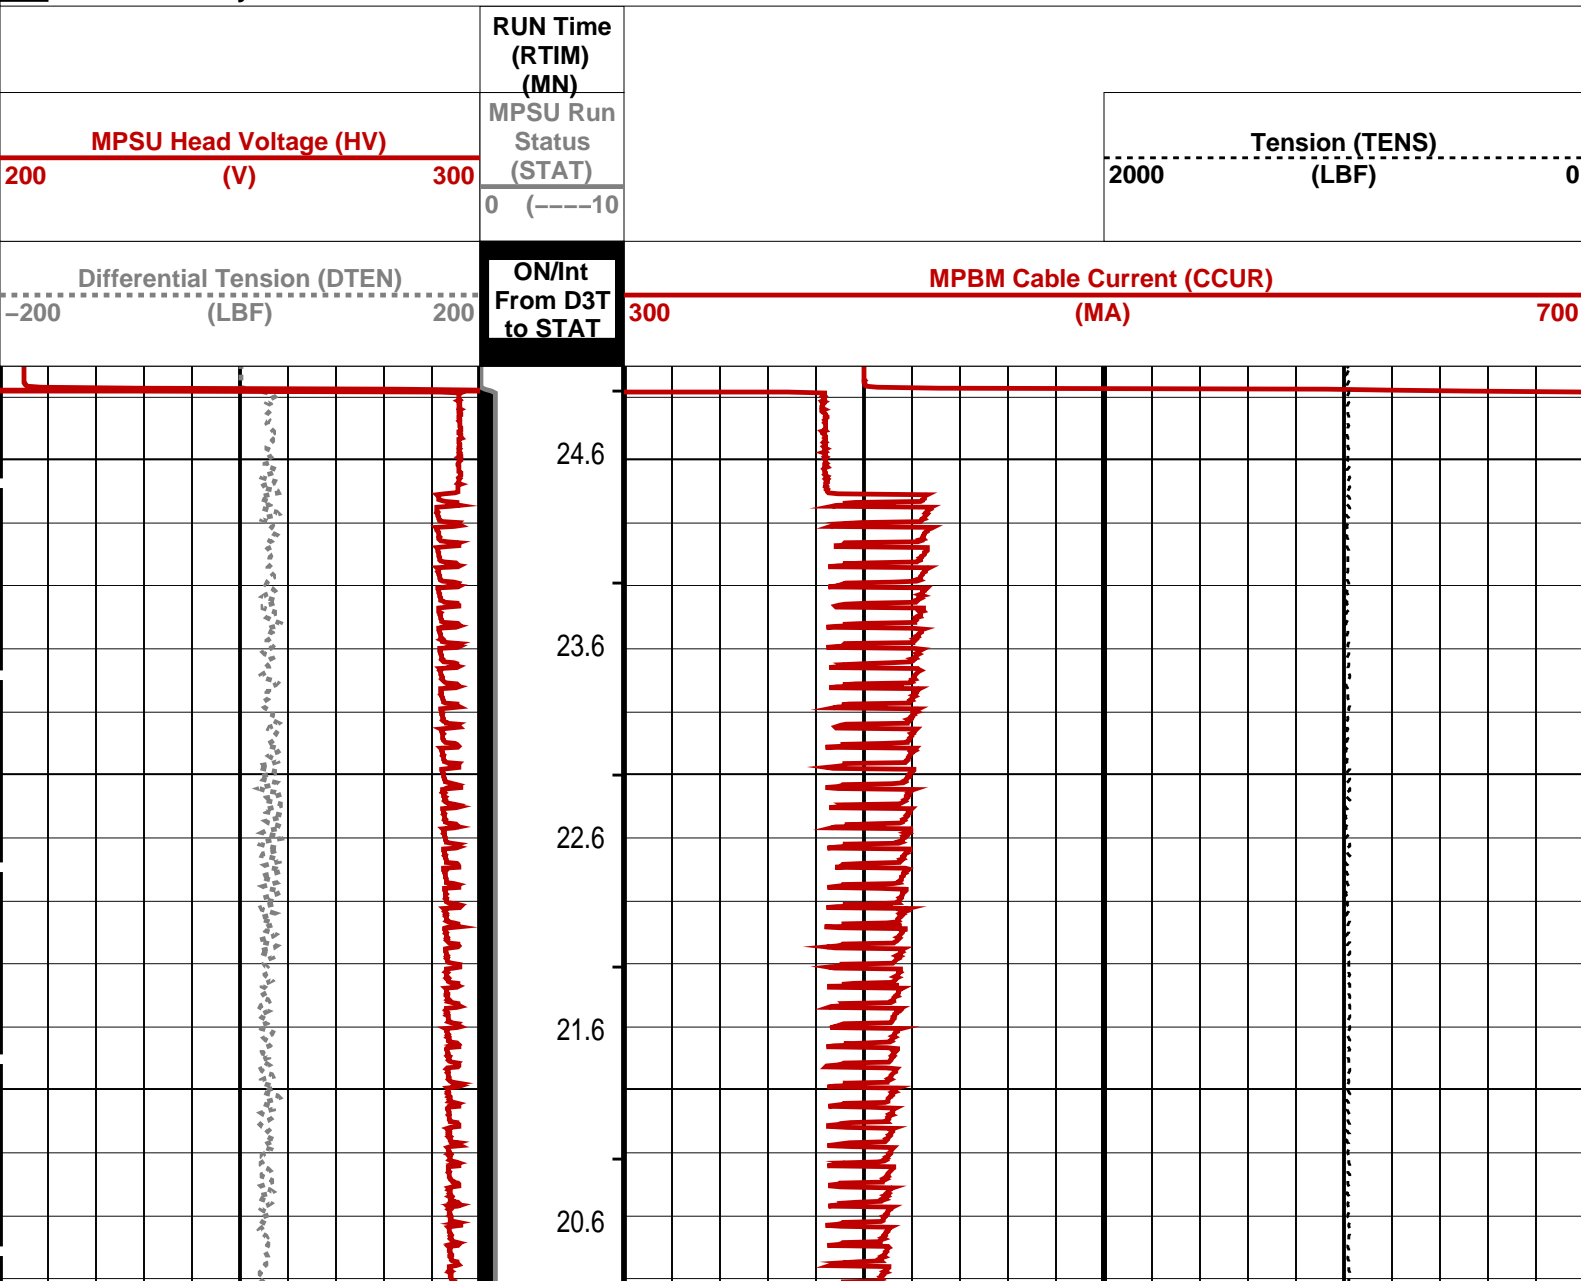 RUN Time
(RTIM)
(MN)
MPSU Run
Status
(STAT)
0 (----10
MPSU Head Voltage (HV)
200 (V) 300
Tension (TENS)
2000 (LBF) 0
Differential Tension (DTEN)
-200 (LBF) 200
ON/Int
From D3T
to STAT
MPBM Cable Current (CCUR)
300 (MA) 700
24.6
23.6
22.6
21.6
20.6